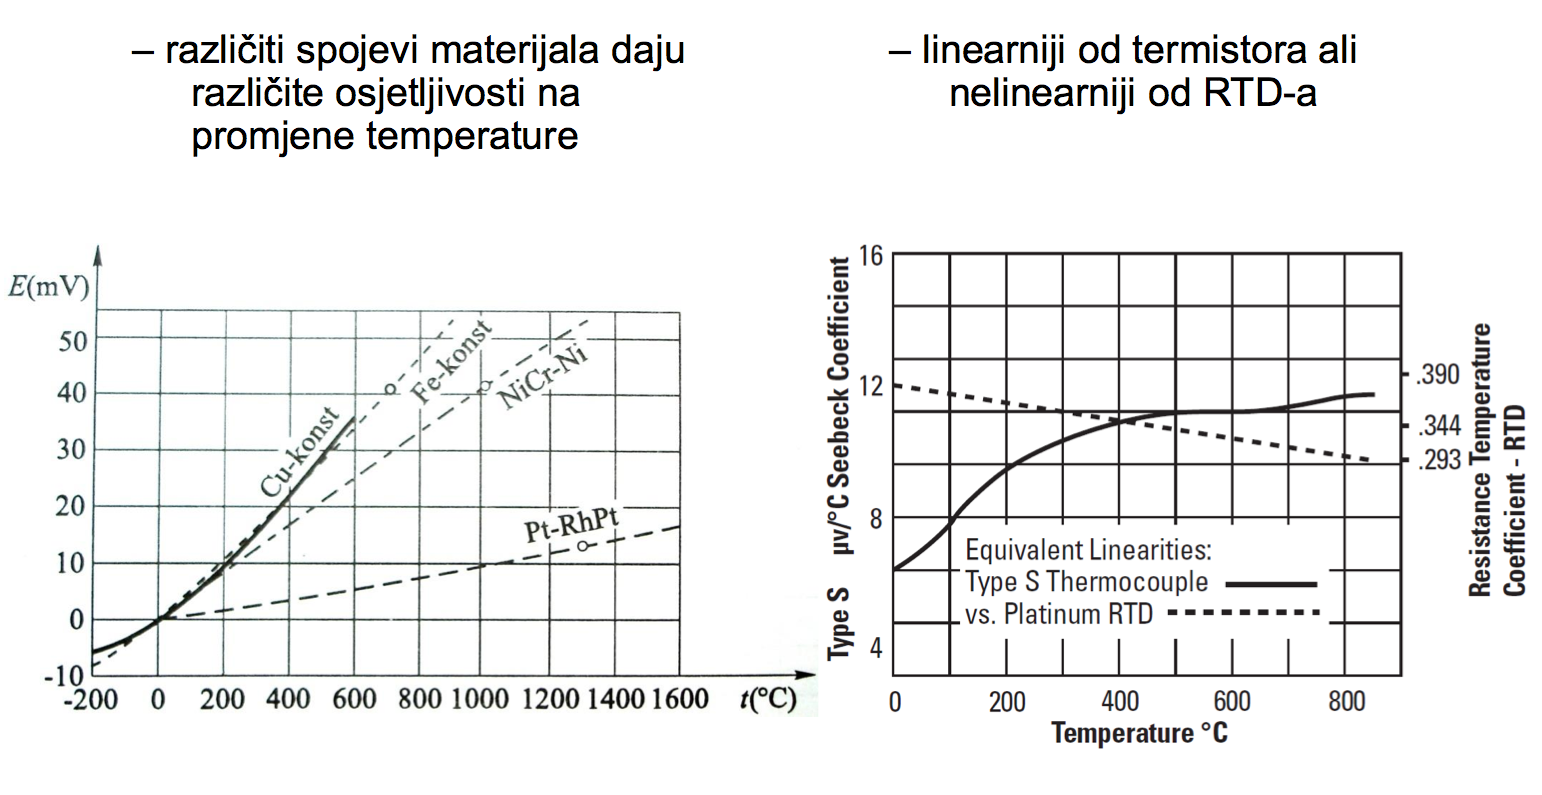 – različiti spojevi materijala daju
različite osjetljivosti na
promjene temperature
– linearniji od termistora ali
nelinearniji od RTD-a
E(mV)
50
40
30
20
10
0
-10
-200 0 200 400 600 800 1000 1200 1400 1600 t(°C)
Cu-konst
Fe-konst
NiCr-Ni
Pt-RhPt
Type S µv/°C Seebeck Coefficient
16
12
8
4
Equivalent Linearities:
Type S Thermocouple
vs. Platinum RTD
0 200 400 600 800
Temperature °C
.390
.344
.293
Resistance Temperature
Coefficient - RTD